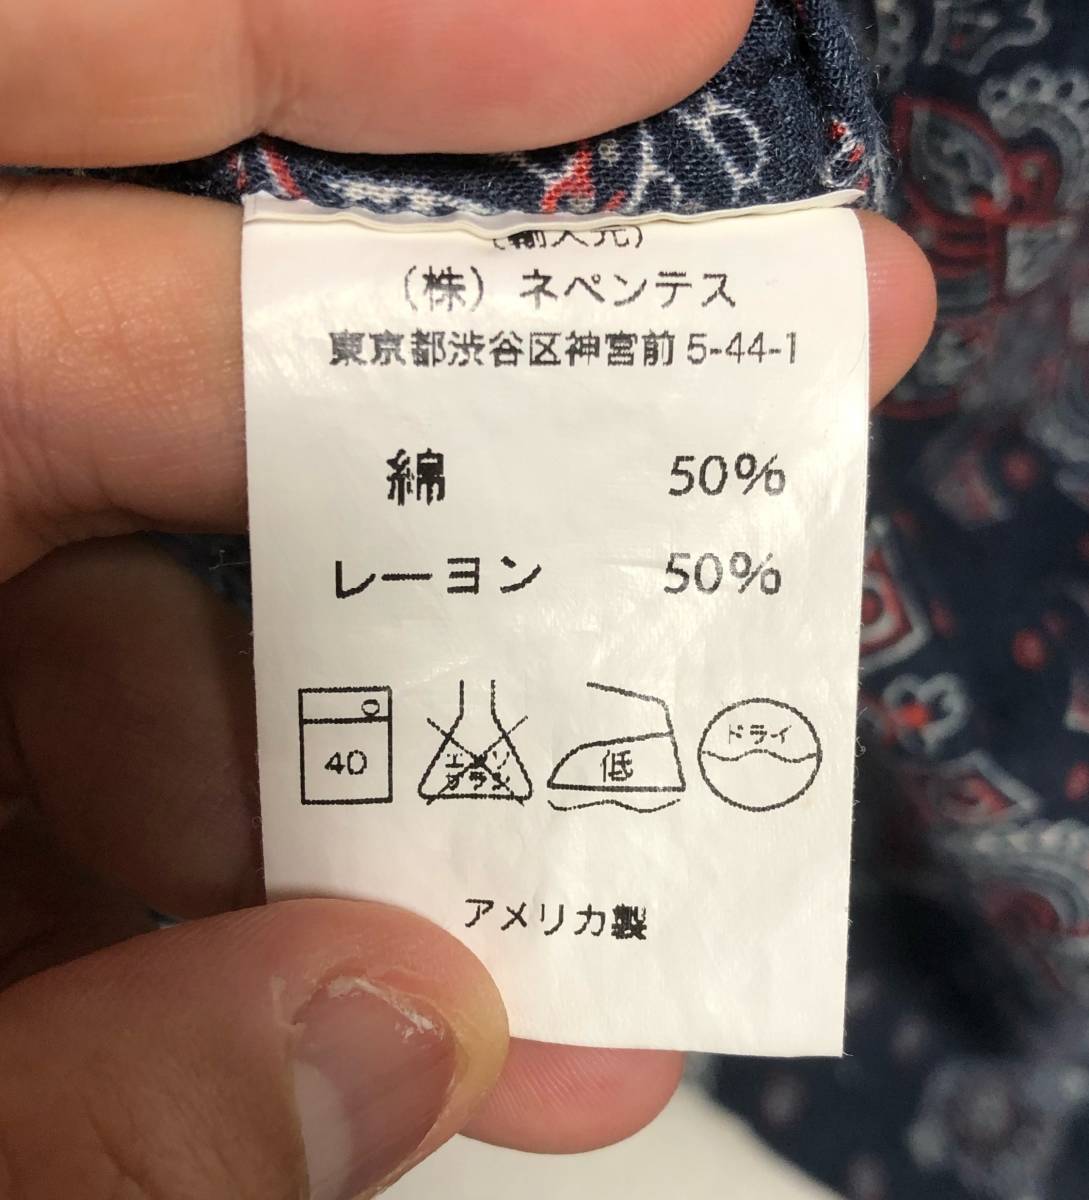 (輸入元)
(株) ネペンテス
東京都渋谷区神宮前 5-44-1
綿 50%
レーヨン 50%
40
エンソ
サラシ
低
ドライ
アメリカ製